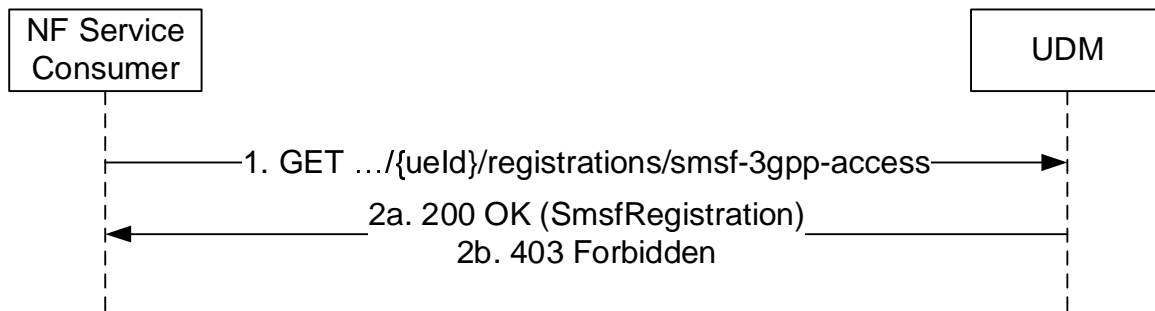 NF Service
Consumer
UDM
1. GET …/{ueId}/registrations/smsf-3gpp-access
2a. 200 OK (SmsfRegistration)
2b. 403 Forbidden